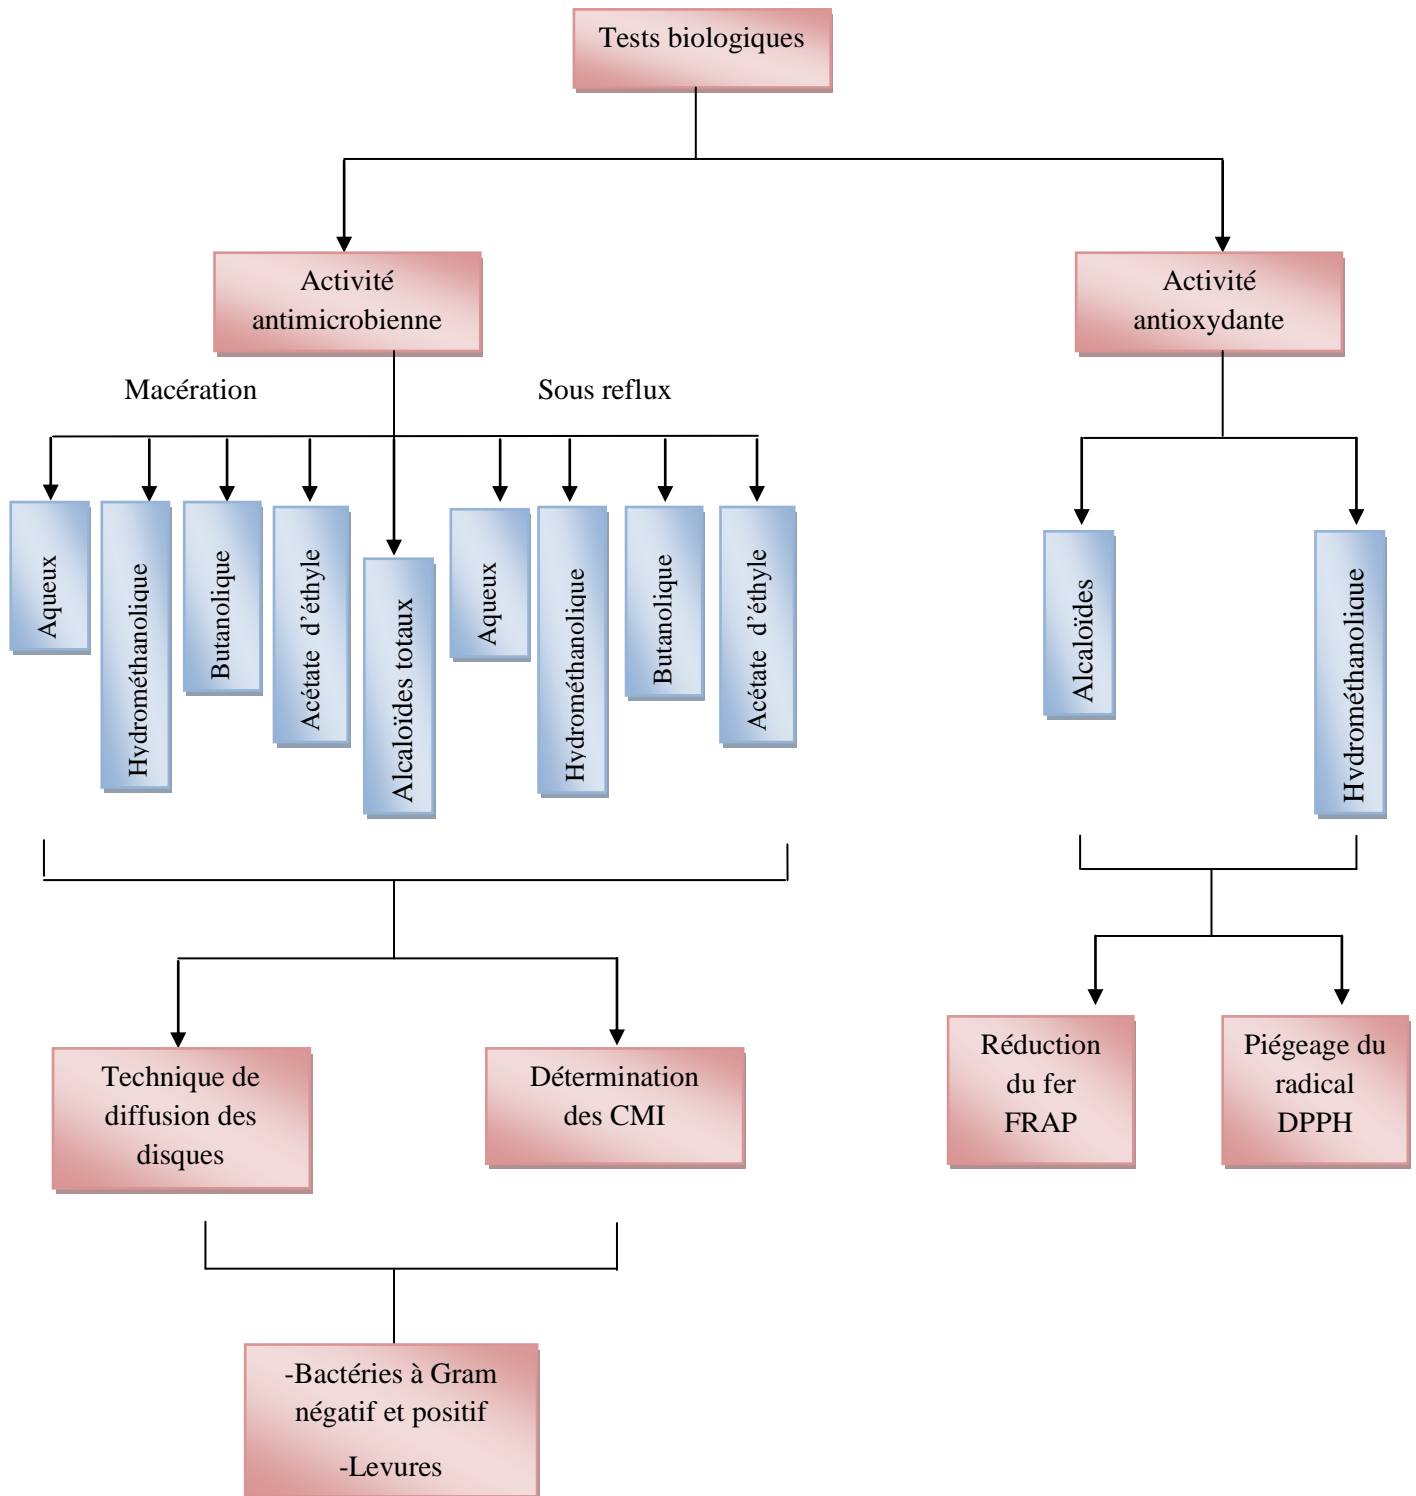 Tests biologiques
Activité
antimicrobienne
Activité
antioxydante
Macération
Sous reflux
Aqueux
Hydrométhanolique
Butanolique
Acétate d’éthyle
Alcaloïdes totaux
Aqueux
Hydrométhanolique
Butanolique
Acétate d’éthyle
Alcaloïdes
Hydrométhanolique
Technique de
diffusion des
disques
Détermination
des CMI
Réduction
du fer
FRAP
Piégeage du
radical
DPPH
-Bactéries à Gram
négatif et positif
-Levures